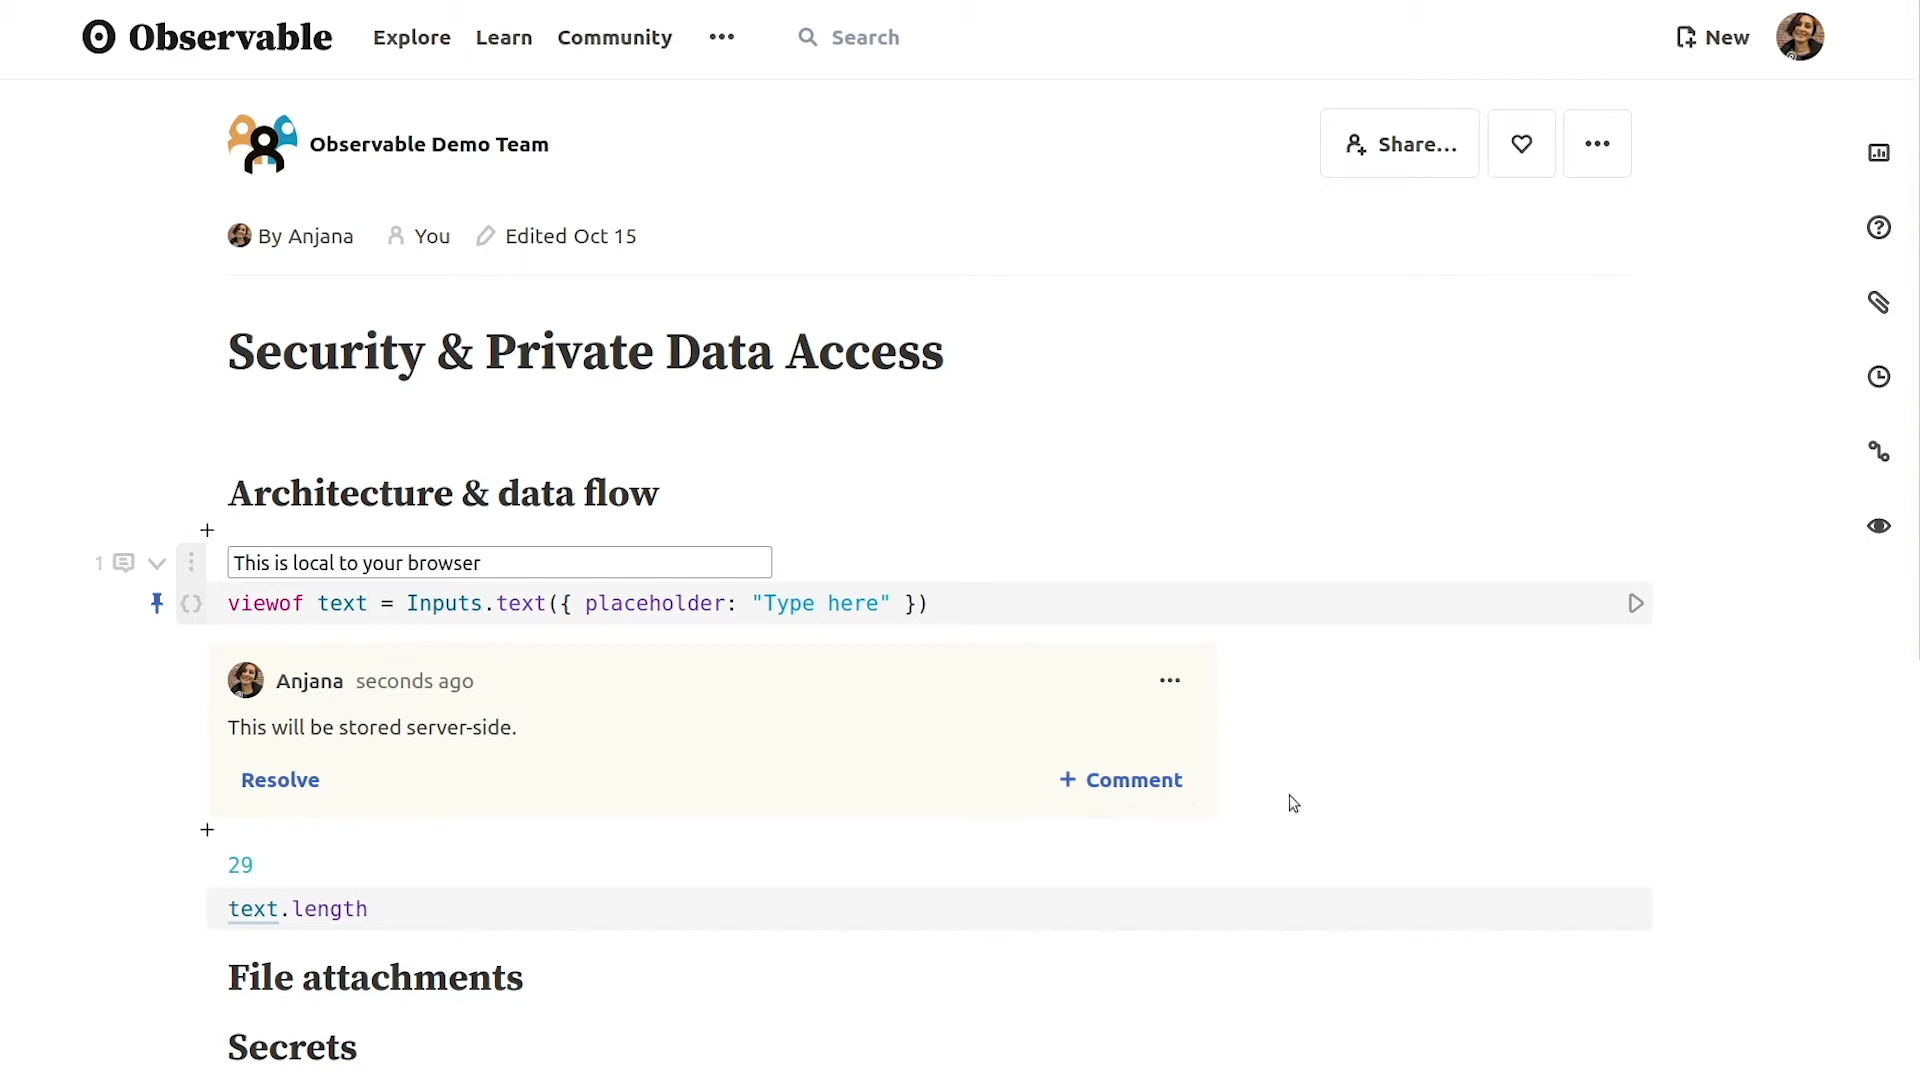 Observable Explore Learn Community ••• Search New
Observable Demo Team Share... •••
By Anjana You Edited Oct 15
Security & Private Data Access
Architecture & data flow
+
1 This is local to your browser
{} viewof text = Inputs.text({ placeholder: "Type here" })
Anjana seconds ago •••
This will be stored server-side.
Resolve + Comment
+
29
text.length
File attachments
Secrets